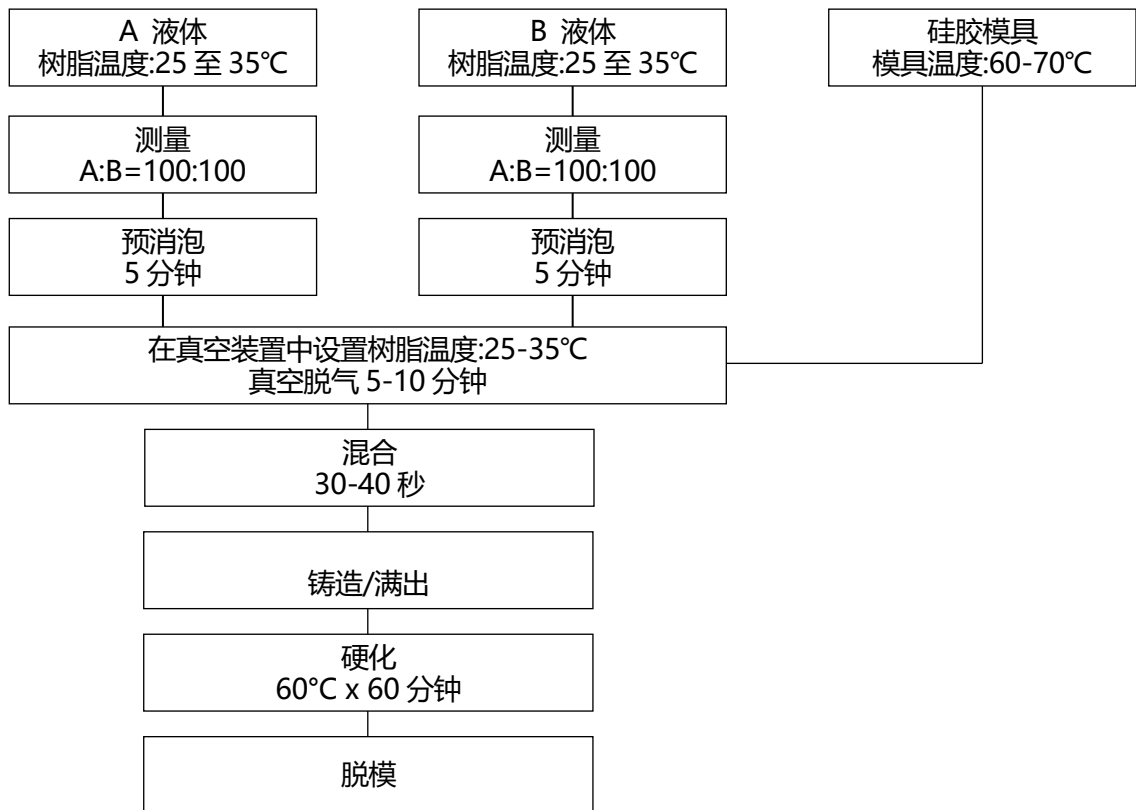 A 液体
树脂温度:25 至 35℃
B 液体
树脂温度:25 至 35℃
硅胶模具
模具温度:60-70℃
测量
A:B=100:100
测量
A:B=100:100
预消泡
5 分钟
预消泡
5 分钟
在真空装置中设置树脂温度:25-35℃
真空脱气 5-10 分钟
混合
30-40 秒
铸造/满出
硬化
60°C x 60 分钟
脱模